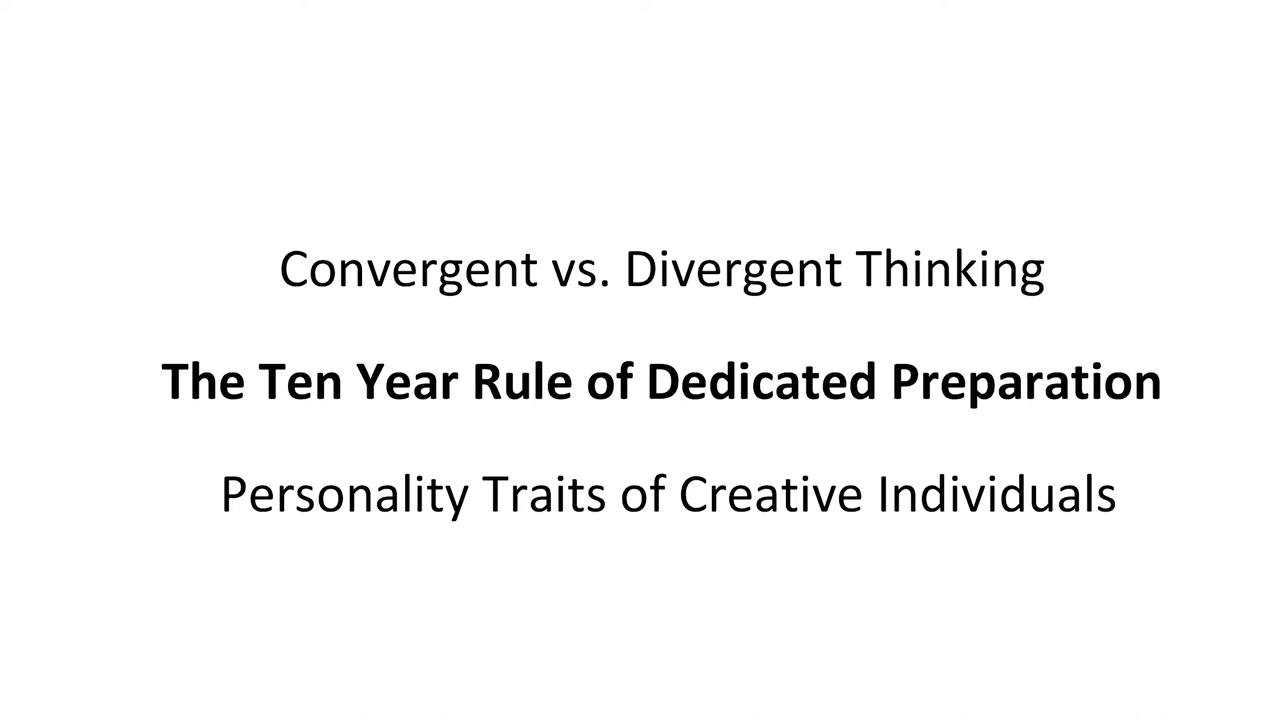 Convergent vs. Divergent Thinking
The Ten Year Rule of Dedicated Preparation
Personality Traits of Creative Individuals